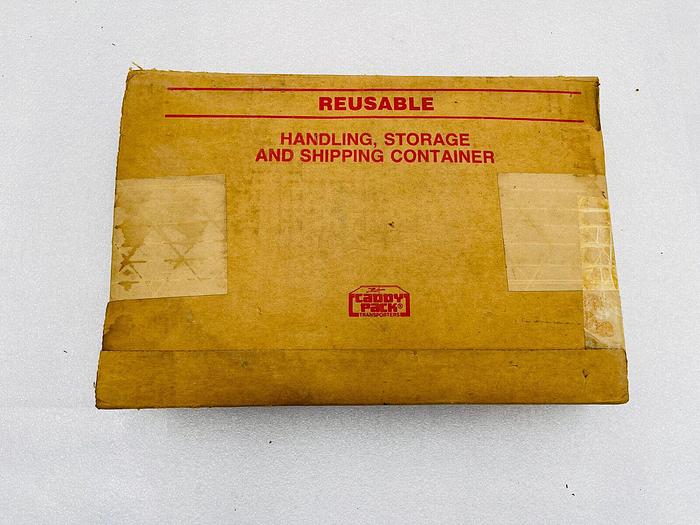 REUSABLE
HANDLING, STORAGE
AND SHIPPING CONTAINER
CADDY
PACK®
TRANSPORTERS